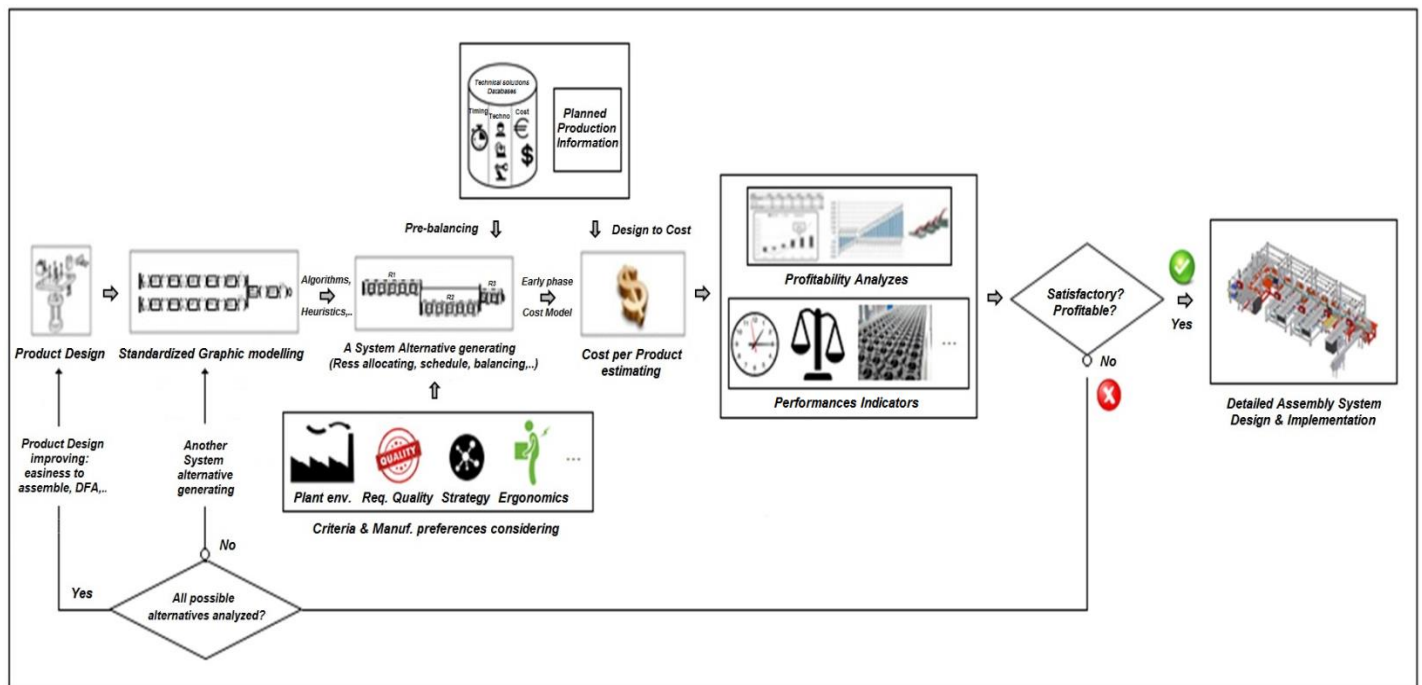 Technical solutions
Databases
Timing
Techno
Cost
Planned
Production
Information
Pre-balancing
Design to Cost
Product Design
Standardized Graphic modelling
Algorithms,
Heuristics,..
R1
R2
R3
A System Alternative generating
(Ress allocating, schedule, balancing,..)
Early phase
Cost Model
Cost per Product
estimating
Profitability Analyzes
Performances Indicators
...
Satisfactory?
Profitable?
Yes
No
Detailed Assembly System
Design & Implementation
Product Design
improving:
easiness to
assemble, DFA,..
Another
System
alternative
generating
QUALITY
...
Plant env.
Req. Quality
Strategy
Ergonomics
Criteria & Manuf. preferences considering
No
Yes
All possible
alternatives analyzed?